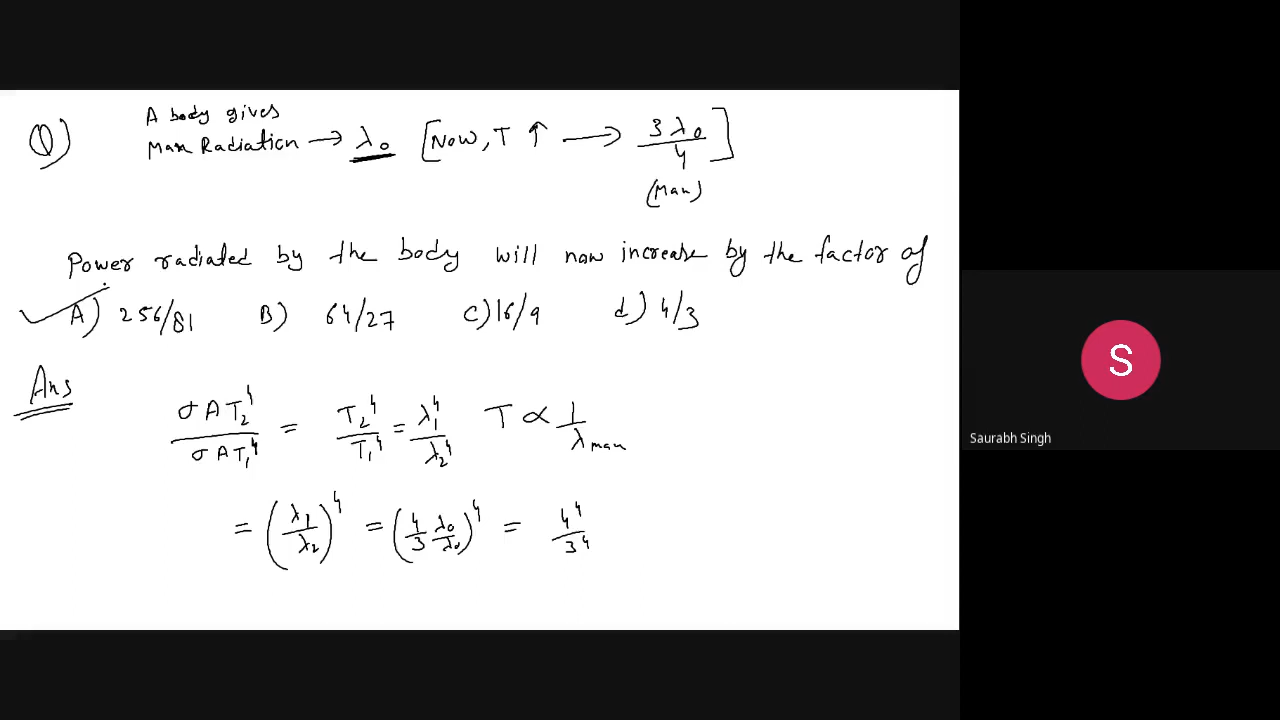 Q) A body gives
Max Radiation → λ₀ [Now, T ↑ → 3λ₀/4]
(Max)
Power radiated by the body will now increase by the factor of
A) 256/81 B) 64/27 C) 16/9 d) 4/3
Ans
σAT₂⁴/σAT₁⁴ = T₂⁴/T₁⁴ = λ₁⁴/λ₂⁴ T ∝ 1/λmax
= (λ₁/λ₂)⁴ = (4/3 λ₀/λ₀)⁴ = 4⁴/3⁴
S
Saurabh Singh